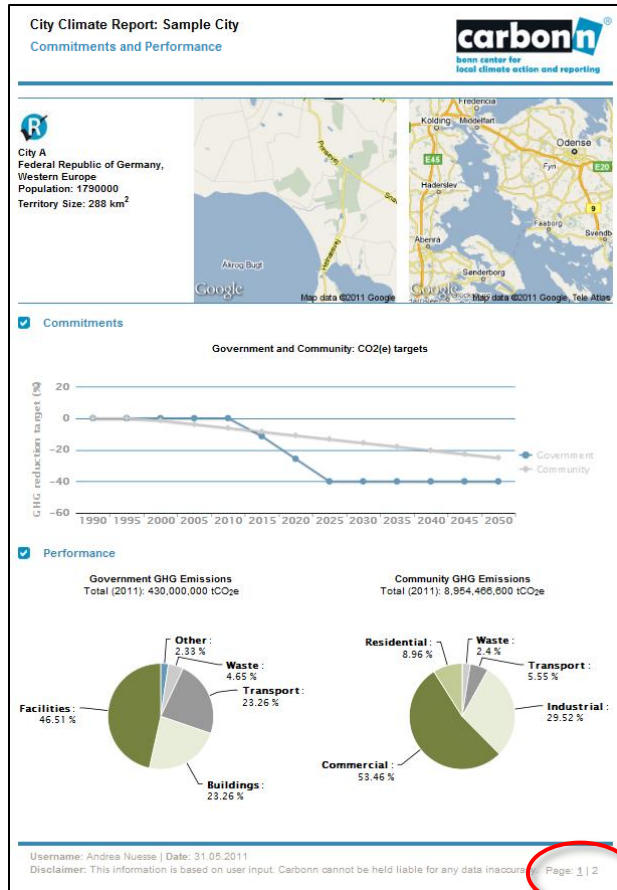 City Climate Report: Sample City
Commitments and Performance
carbonn®
bonn center for
local climate action and reporting
R
City A
Federal Republic of Germany,
Western Europe
Population: 1790000
Territory Size: 288 km²
Akrog Bugt
Google
Map data ©2011 Google
Fredericia
Kolding Middelfart
Odense
E45
Fyn
E20
Haderslev
9
Faaborg
Svendb
Abenra
Sønderborg
Google
Map data ©2011 Google, Tele Atlas
Commitments
Government and Community: CO2(e) targets
GHG reduction target (%)
20
0
-20
-40
-60
1990 1995 2000 2005 2010 2015 2020 2025 2030 2035 2040 2045 2050
Government
Community
Performance
Government GHG Emissions
Total (2011): 430,000,000 tCO₂e
Other:
2.33 %
Waste:
4.65 %
Transport:
23.26 %
Facilities:
46.51 %
Buildings:
23.26 %
Community GHG Emissions
Total (2011): 8,954,466,600 tCO₂e
Residential:
8.96 %
Waste:
2.4 %
Transport:
5.55 %
Industrial:
29.52 %
Commercial:
53.46 %
Username: Andrea Nuesse | Date: 31.05.2011
Disclaimer: This information is based on user input. Carbonn cannot be held liable for any data inaccuracy. Page: 1 | 2